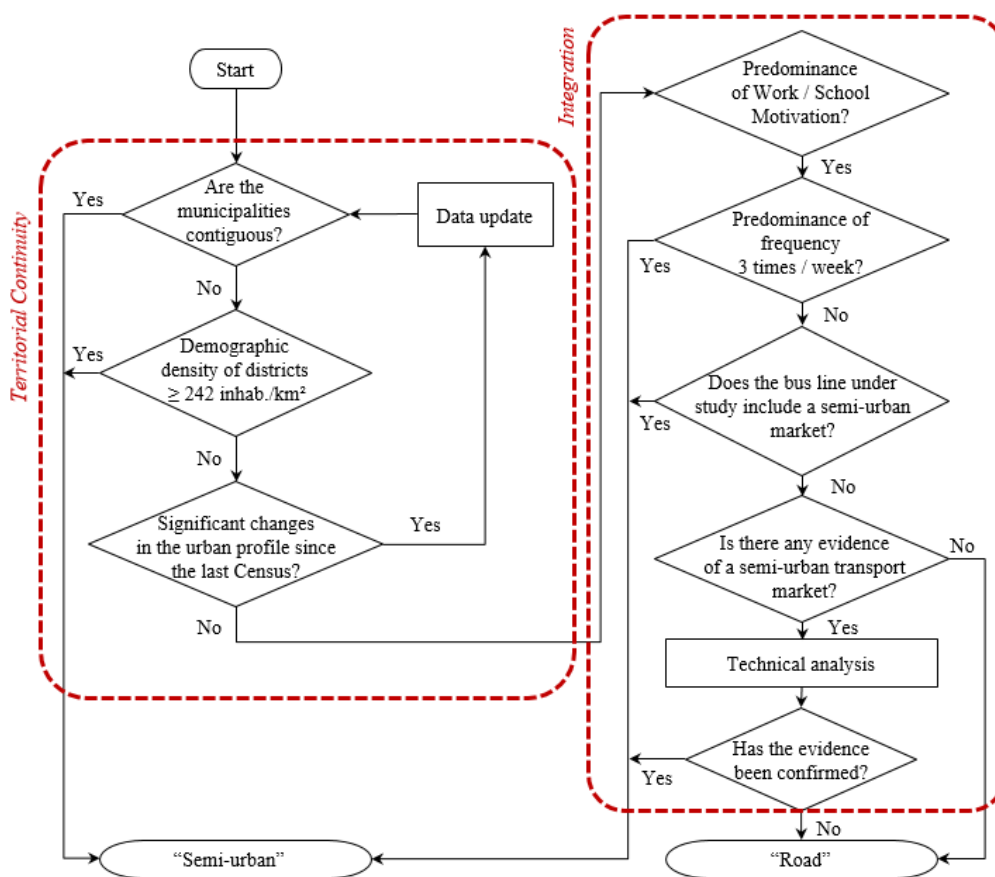 Start
Territorial Continuity
Are the
municipalities
contiguous?
Yes
Data update
No
Demographic
density of districts
≥ 242 inhab./km²
Yes
No
Significant changes
in the urban profile since
the last Census?
Yes
No
Integration
Predominance
of Work / School
Motivation?
Yes
Predominance of
frequency
3 times / week?
Yes
No
Does the bus line under
study include a semi-urban
market?
Yes
No
Is there any evidence
of a semi-urban transport
market?
No
Yes
Technical analysis
Has the evidence
been confirmed?
Yes
No
“Semi-urban”
“Road”